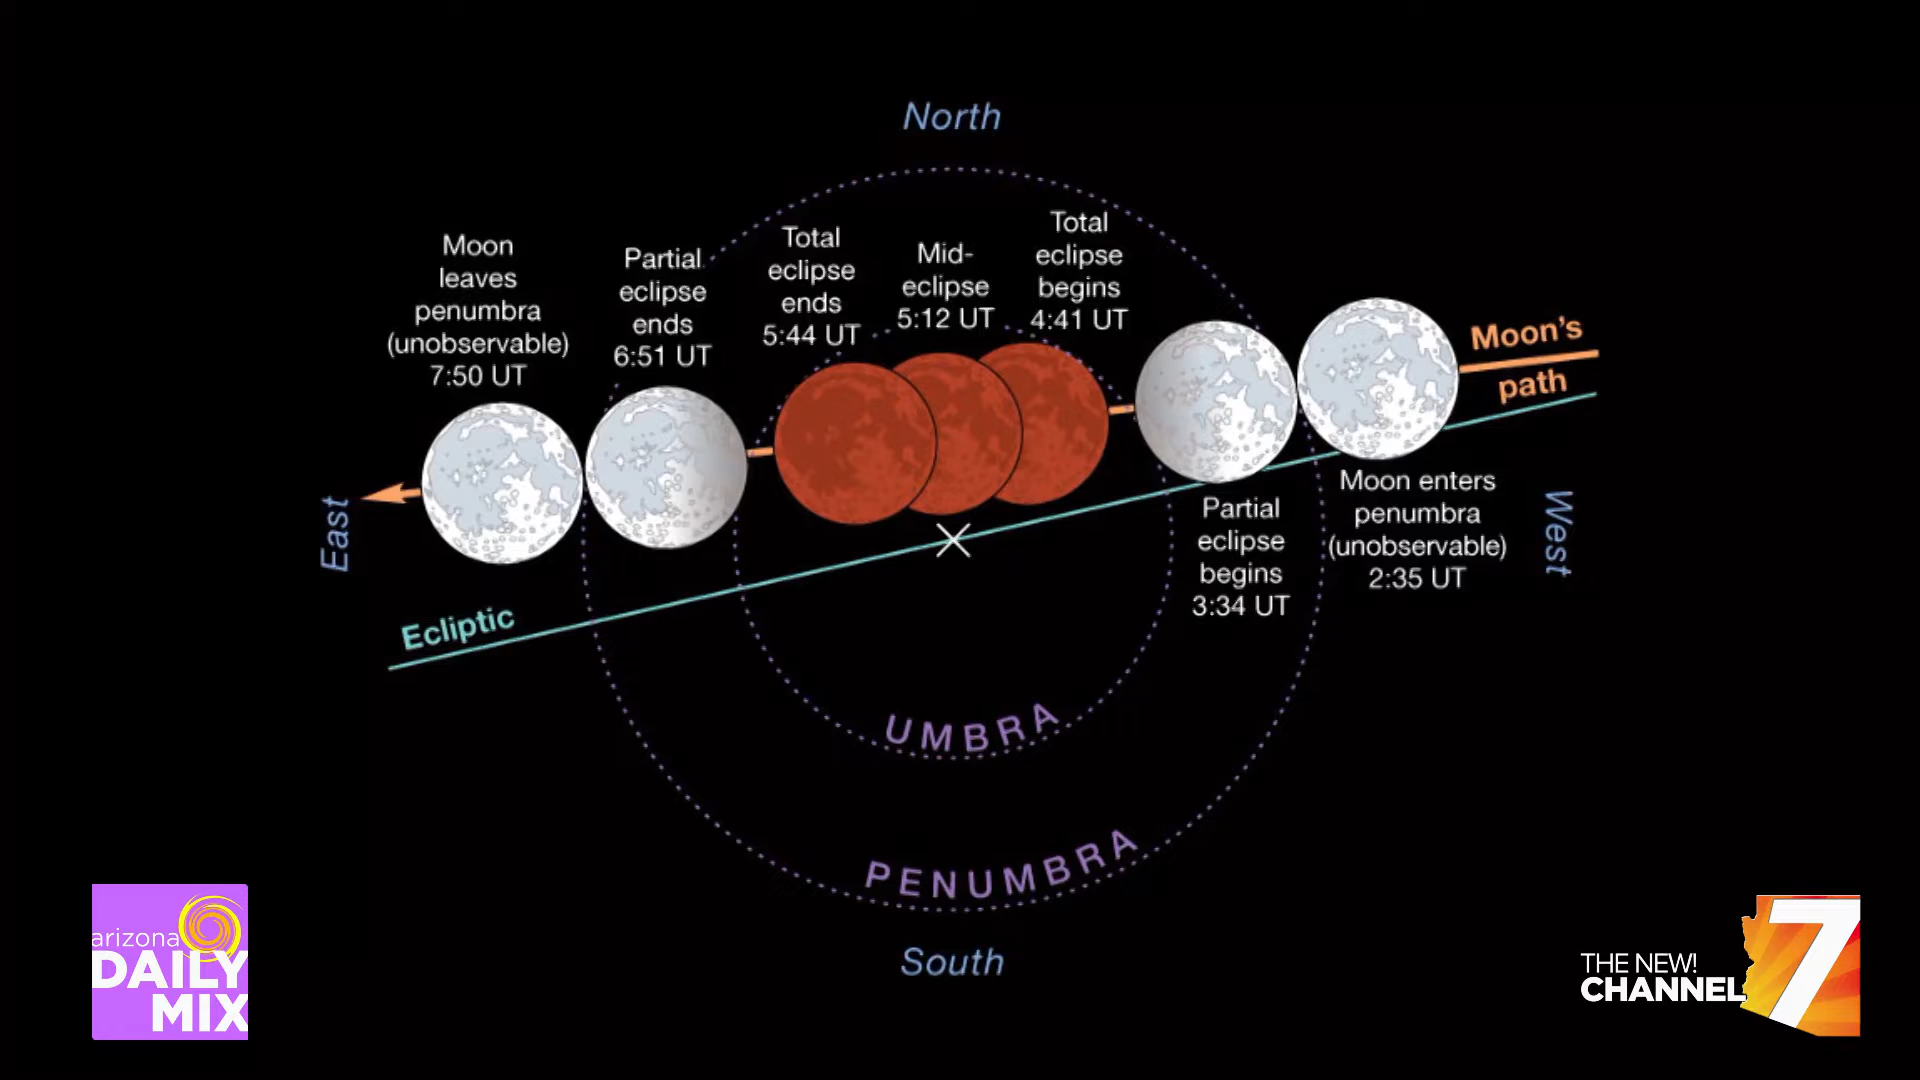 North
Moon
leaves
penumbra
(unobservable)
7:50 UT
Partial
eclipse
ends
6:51 UT
Total
eclipse
ends
5:44 UT
Mid-
eclipse
5:12 UT
Total
eclipse
begins
4:41 UT
Moon's
path
East
West
Partial
eclipse
begins
3:34 UT
Moon enters
penumbra
(unobservable)
2:35 UT
Ecliptic
UMBRA
PENUMBRA
South
arizona
DAILY
MIX
THE NEW!
CHANNEL 7